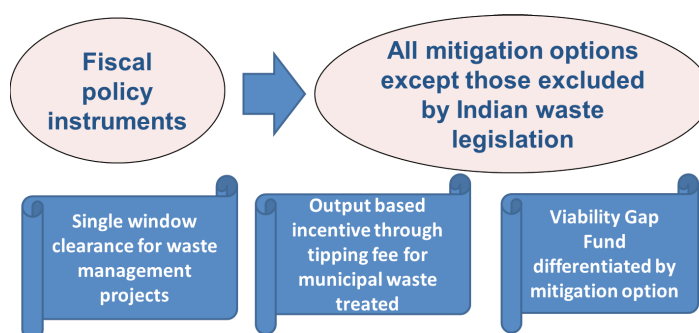 Fiscal
policy
instruments
All mitigation options
except those excluded
by Indian waste
legislation
Single window
clearance for waste
management
projects
Output based
incentive through
tipping fee for
municipal waste
treated
Viability Gap
Fund
differentiated by
mitigation option